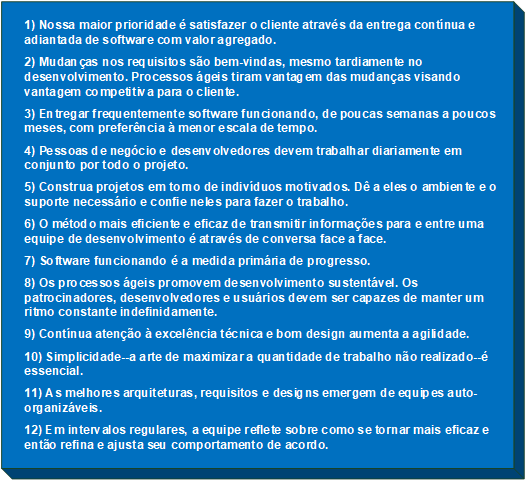 1) Nossa maior prioridade é satisfazer o cliente através da entrega contínua e
adiantada de software com valor agregado.
2) Mudanças nos requisitos são bem-vindas, mesmo tardiamente no
desenvolvimento. Processos ágeis tiram vantagem das mudanças visando
vantagem competitiva para o cliente.
3) Entregar frequentemente software funcionando, de poucas semanas a poucos
meses, com preferência à menor escala de tempo.
4) Pessoas de negócio e desenvolvedores devem trabalhar diariamente em
conjunto por todo o projeto.
5) Construa projetos em torno de indivíduos motivados. Dê a eles o ambiente e o
suporte necessário e confie neles para fazer o trabalho.
6) O método mais eficiente e eficaz de transmitir informações para e entre uma
equipe de desenvolvimento é através de conversa face a face.
7) Software funcionando é a medida primária de progresso.
8) Os processos ágeis promovem desenvolvimento sustentável. Os
patrocinadores, desenvolvedores e usuários devem ser capazes de manter um
ritmo constante indefinidamente.
9) Contínua atenção à excelência técnica e bom design aumenta a agilidade.
10) Simplicidade--a arte de maximizar a quantidade de trabalho não realizado--é
essencial.
11) As melhores arquiteturas, requisitos e designs emergem de equipes auto-
organizáveis.
12) Em intervalos regulares, a equipe reflete sobre como se tornar mais eficaz e
então refina e ajusta seu comportamento de acordo.